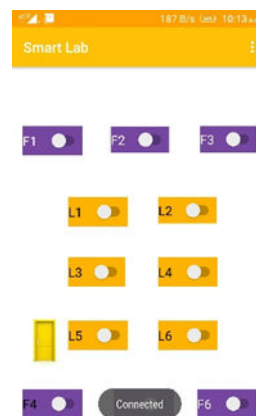 187 B/s 10:13
Smart Lab
F1 F2 F3
L1 L2
L3 L4
L5 L6
F4 Connected F6